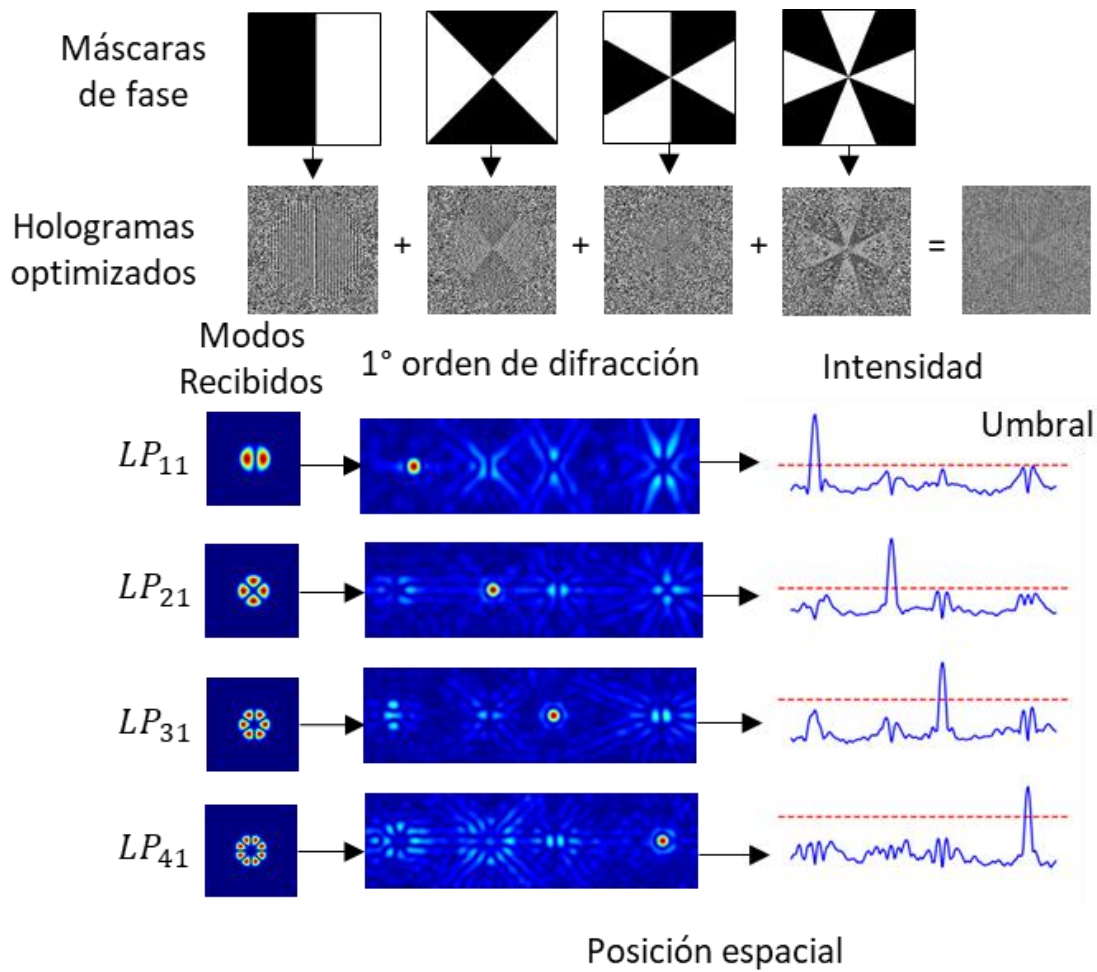 Máscaras
de fase
Hologramas
optimizados
+ + + =
Modos
Recibidos
1° orden de difracción
Intensidad
Umbral
LP₁₁
LP₂₁
LP₃₁
LP₄₁
Posición espacial